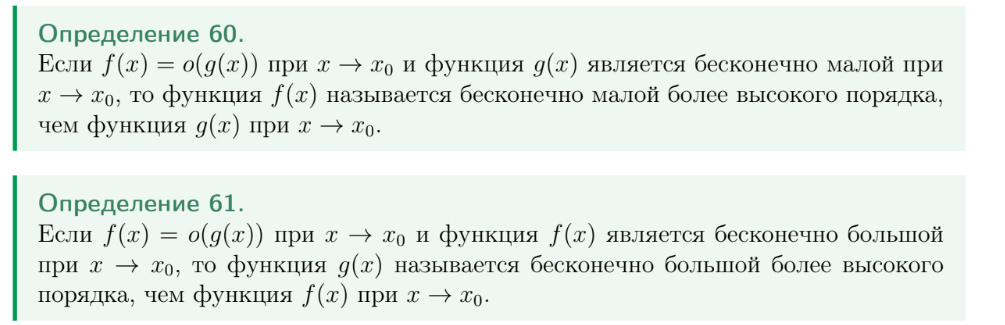 Определение 60.
Если f(x) = o(g(x)) при x → x₀ и функция g(x) является бесконечно малой при
x → x₀, то функция f(x) называется бесконечно малой более высокого порядка,
чем функция g(x) при x → x₀.
Определение 61.
Если f(x) = o(g(x)) при x → x₀ и функция f(x) является бесконечно большой
при x → x₀, то функция g(x) называется бесконечно большой более высокого
порядка, чем функция f(x) при x → x₀.